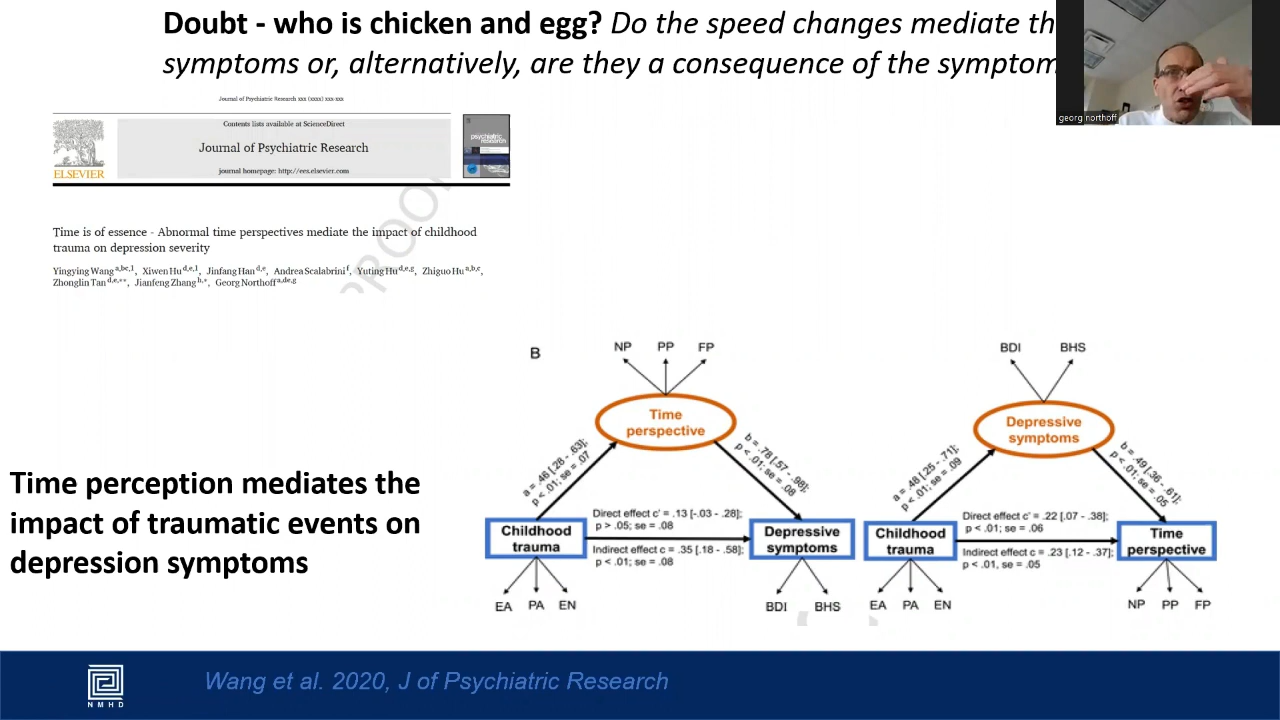 Doubt - who is chicken and egg? Do the speed changes mediate th
symptoms or, alternatively, are they a consequence of the symptom
georg northoff
Journal of Psychiatric Research xxx (xxxx) xxx-xxx
Contents lists available at ScienceDirect
Journal of Psychiatric Research
journal homepage: http://ees.elsevier.com
ELSEVIER
psychiatric
Time is of essence - Abnormal time perspectives mediate the impact of childhood
trauma on depression severity
Yingying Wang a,bc,1, Xiwen Hu d,e,1, Jinfang Han d,e, Andrea Scalabrini f, Yuting Hu d,e,g, Zhiguo Hu a,b,c,
Zhonglin Tan d,e,**, Jianfeng Zhang h,*, Georg Northoff a,de,g
PROOF
B
NP PP FP
Time
perspective
a = .46 [.28 - .63];
p < .01; se = .07
b = .78 [.57 - .98];
p < .01; se = .08
Childhood
trauma
Direct effect c' = .13 [-.03 - .28];
p > .05; se = .08
Indirect effect c = .35 [.18 - .58];
p < .01; se = .08
Depressive
symptoms
EA PA EN
BDI BHS
BDI BHS
Depressive
symptoms
a = .48 [.25 - .71];
p < .01; se = .09
b = .49 [.36 - .61];
p < .01; se = .05
Childhood
trauma
Direct effect c' = .22 [.07 - .38];
p < .01; se = .06
Indirect effect c = .23 [.12 - .37];
p < .01, se = .05
Time
perspective
EA PA EN
NP PP FP
Time perception mediates the
impact of traumatic events on
depression symptoms
NMHD
Wang et al. 2020, J of Psychiatric Research